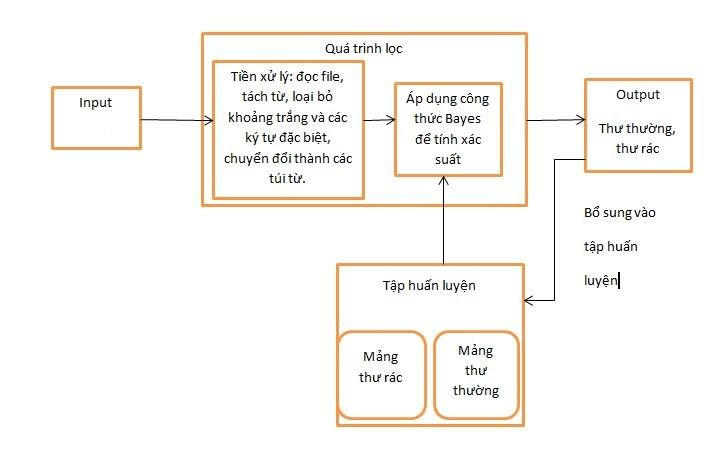 Quá trình lọc
Input
Tiền xử lý: đọc file,
tách từ, loại bỏ
khoảng trắng và các
ký tự đặc biệt,
chuyển đổi thành các
túi từ.
Áp dụng công
thức Bayes
để tính xác
suất
Output
Thư thường,
thư rác
Bổ sung vào
tập huấn
luyện
Tập huấn luyện
Mảng
thư rác
Mảng
thư
thường